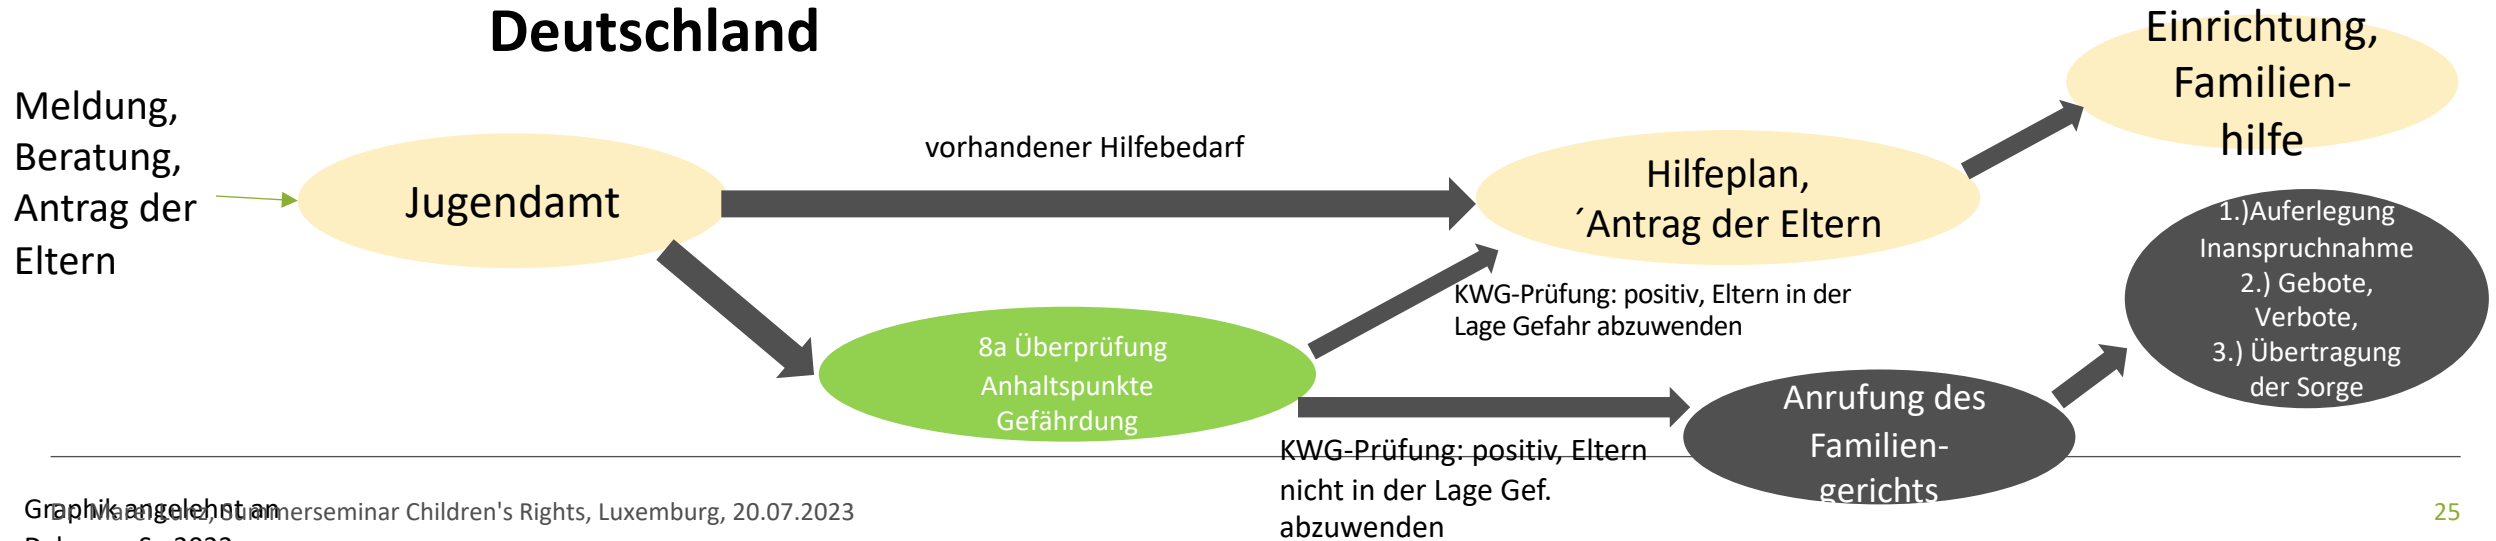 Deutschland
Meldung,
Beratung,
Antrag der
Eltern
Jugendamt
vorhandener Hilfebedarf
Hilfeplan,
´Antrag der Eltern
Einrichtung,
Familien-
hilfe
8a Überprüfung
Anhaltspunkte
Gefährdung
KWG-Prüfung: positiv, Eltern in der
Lage Gefahr abzuwenden
KWG-Prüfung: positiv, Eltern
nicht in der Lage Gef.
abzuwenden
Anrufung des
Familien-
gerichts
1.)Auferlegung
Inanspruchnahme
2.) Gebote,
Verbote,
3.) Übertragung
der Sorge
Graphik angelehnt an
Summerseminar Children's Rights, Luxemburg, 20.07.2023
25